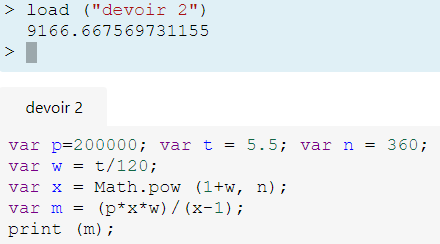 > load ("devoir 2")
9166.667569731155
>
devoir 2
var p=200000; var t = 5.5; var n = 360;
var w = t/120;
var x = Math.pow (1+w, n);
var m = (p*x*w)/(x-1);
print (m);